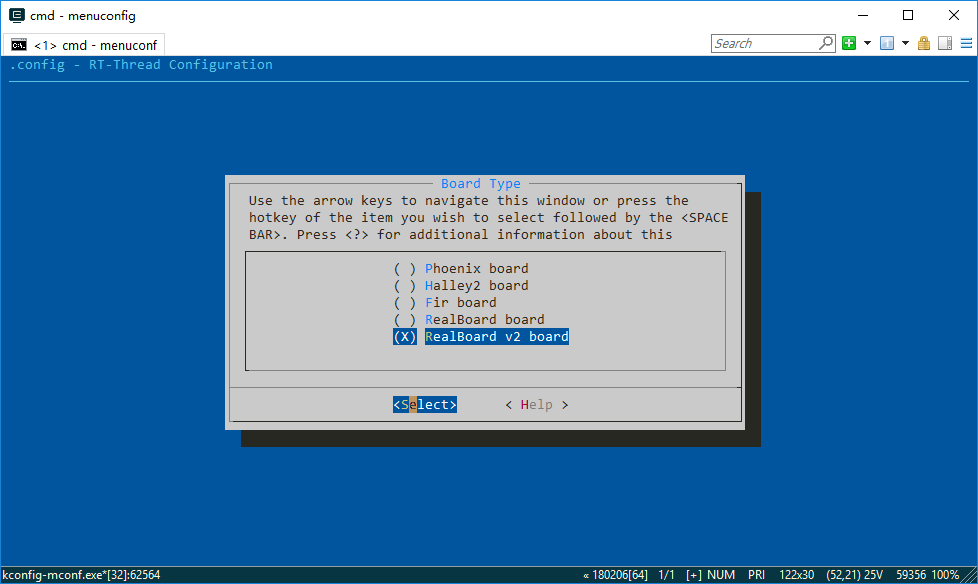 cmd - menuconfig
<1> cmd - menuconf
Search
.config - RT-Thread Configuration
Board Type
Use the arrow keys to navigate this window or press the
hotkey of the item you wish to select followed by the <SPACE
BAR>. Press <?> for additional information about this
( ) Phoenix board
( ) Halley2 board
( ) Fir board
( ) RealBoard board
(X) RealBoard v2 board
<Select> < Help >
kconfig-mconf.exe*[32]:62564 « 180206[64] 1/1 [+] NUM PRI 122x30 (52,21) 25V 59356 100%